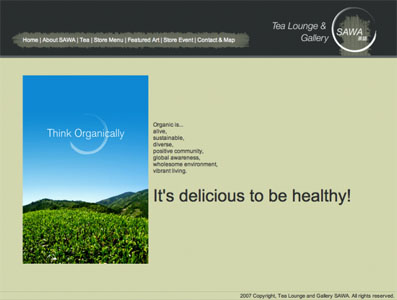 Tea Lounge &
Gallery
SAWA
Home | About SAWA | Tea | Store Menu | Featured Art | Store Event | Contact & Map
Think Organically
Organic is...
alive,
sustainable,
diverse,
positive community,
global awareness,
wholesome environment,
vibrant living.
It's delicious to be healthy!
2007 Copyright, Tea Lounge and Gallery SAWA. All rights reserved.